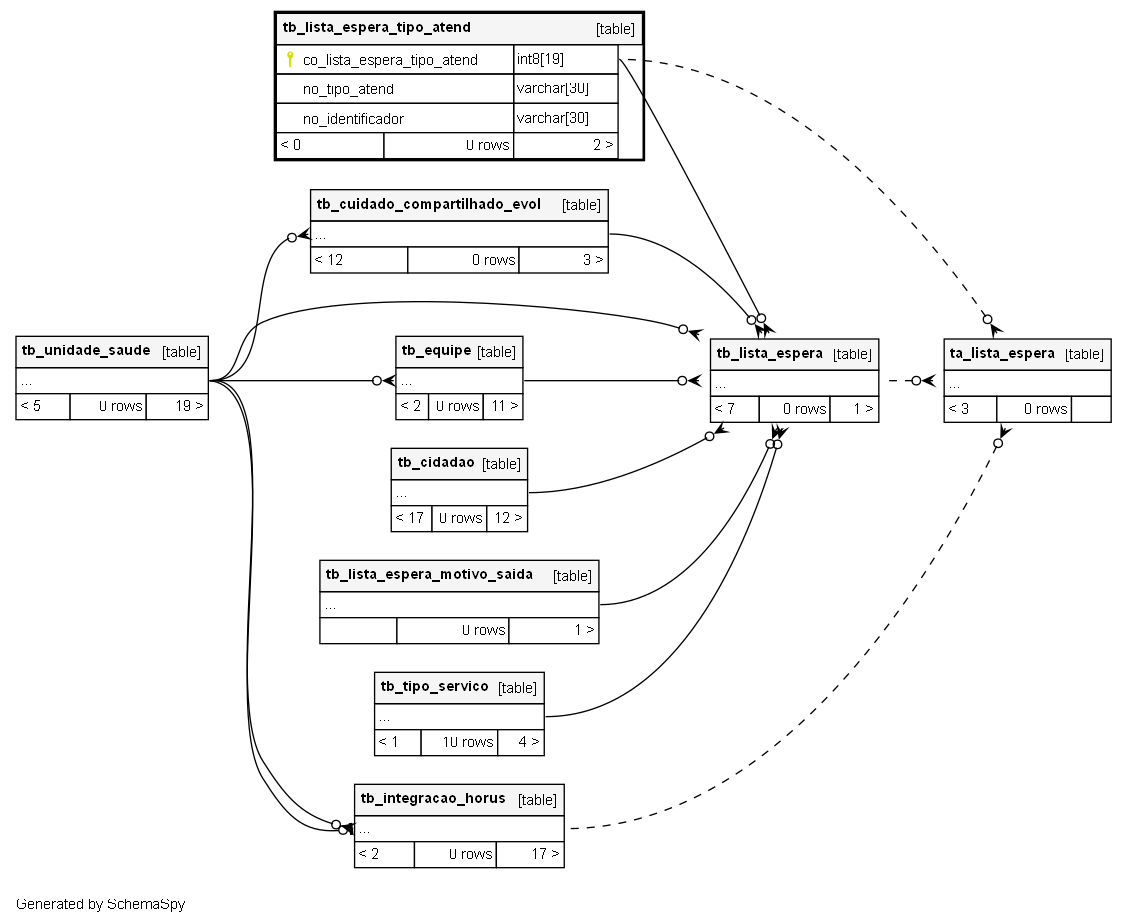 tb_lista_espera_tipo_atend [table]
co_lista_espera_tipo_atend int8[19]
no_tipo_atend varchar[30]
no_identificador varchar[30]
< 0 0 rows 2 >
tb_cuidado_compartilhado_evol [table]
...
< 12 0 rows 3 >
tb_unidade_saude [table]
...
< 5 0 rows 19 >
tb_equipe [table]
...
< 2 0 rows 11 >
tb_lista_espera [table]
...
< 7 0 rows 1 >
ta_lista_espera [table]
...
< 3 0 rows
tb_cidadao [table]
...
< 17 0 rows 12 >
tb_lista_espera_motivo_saida [table]
...
0 rows 1 >
tb_tipo_servico [table]
...
< 1 10 rows 4 >
tb_integracao_horus [table]
...
< 2 0 rows 17 >
Generated by SchemaSpy